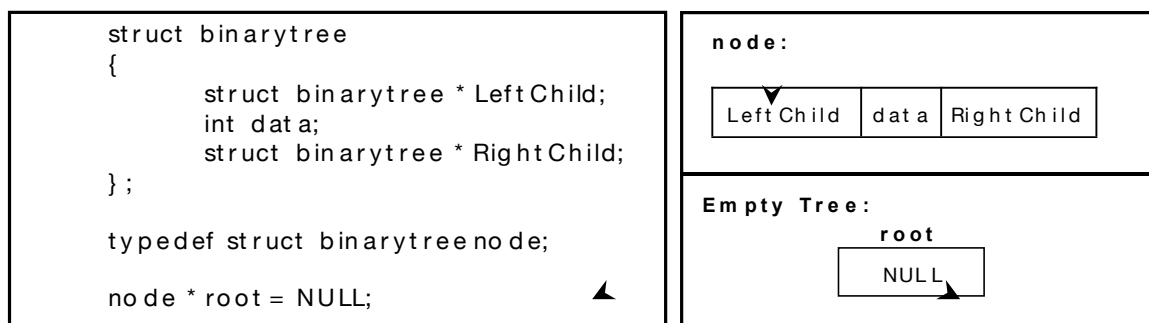 struct binarytree
{
struct binarytree * LeftChild;
int data;
struct binarytree * RightChild;
};
typedef struct binarytree node;
node * root = NULL;
node:
LeftChild data RightChild
Empty Tree:
root
NULL